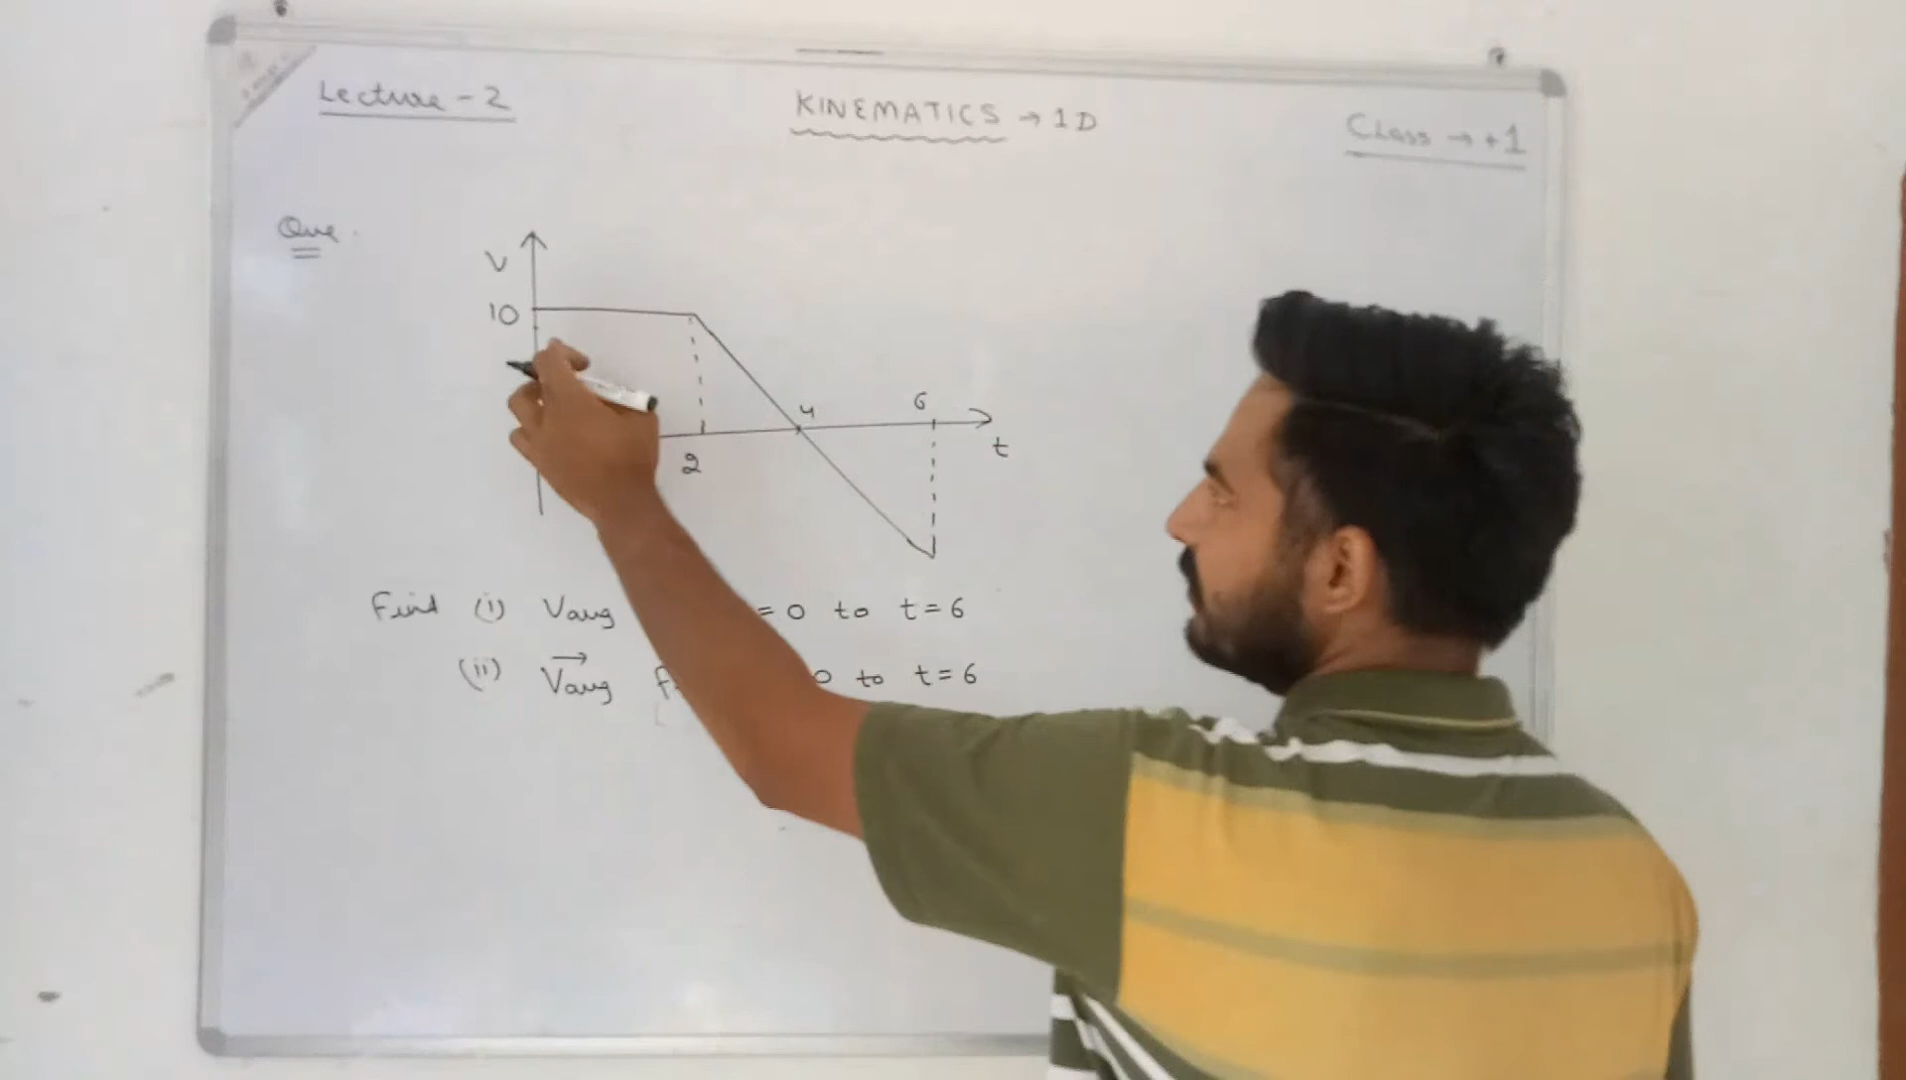 Lecture - 2
KINEMATICS → 1D
Class → +1
Que.
V
10
2
4
6
t
Find (i) Vavg = 0 to t = 6
(ii) Vavg 0 to t = 6